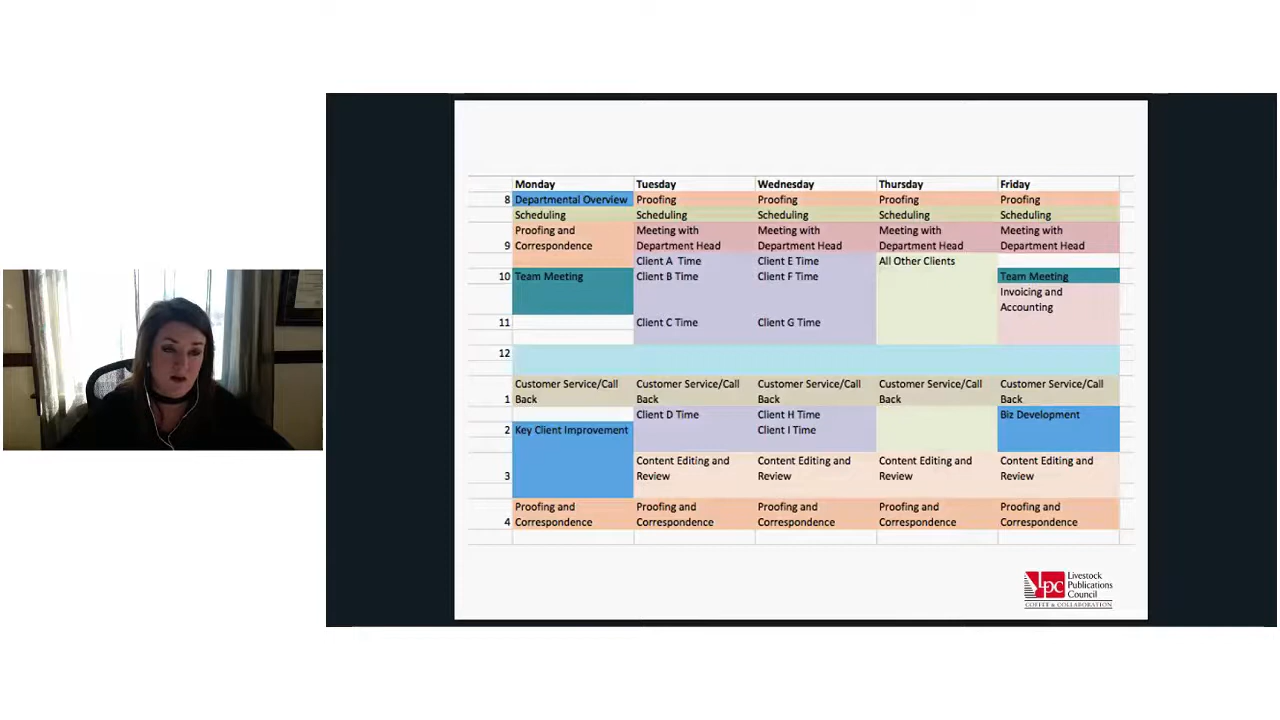 Monday Tuesday Wednesday Thursday Friday
8 Departmental Overview Proofing Proofing Proofing Proofing
Scheduling Scheduling Scheduling Scheduling Scheduling
Proofing and Meeting with Meeting with Meeting with Meeting with
9 Correspondence Department Head Department Head Department Head Department Head
Client A Time Client E Time All Other Clients
10 Team Meeting Client B Time Client F Time Team Meeting
Invoicing and
Accounting
11 Client C Time Client G Time
12
Customer Service/Call Customer Service/Call Customer Service/Call Customer Service/Call Customer Service/Call
1 Back Back Back Back Back
Client D Time Client H Time Biz Development
2 Key Client Improvement Client I Time
Content Editing and Content Editing and Content Editing and Content Editing and
3 Review Review Review Review
Proofing and Proofing and Proofing and Proofing and Proofing and
4 Correspondence Correspondence Correspondence Correspondence Correspondence
LPC
Livestock
Publications
Council
COFFEE & COLLABORATION